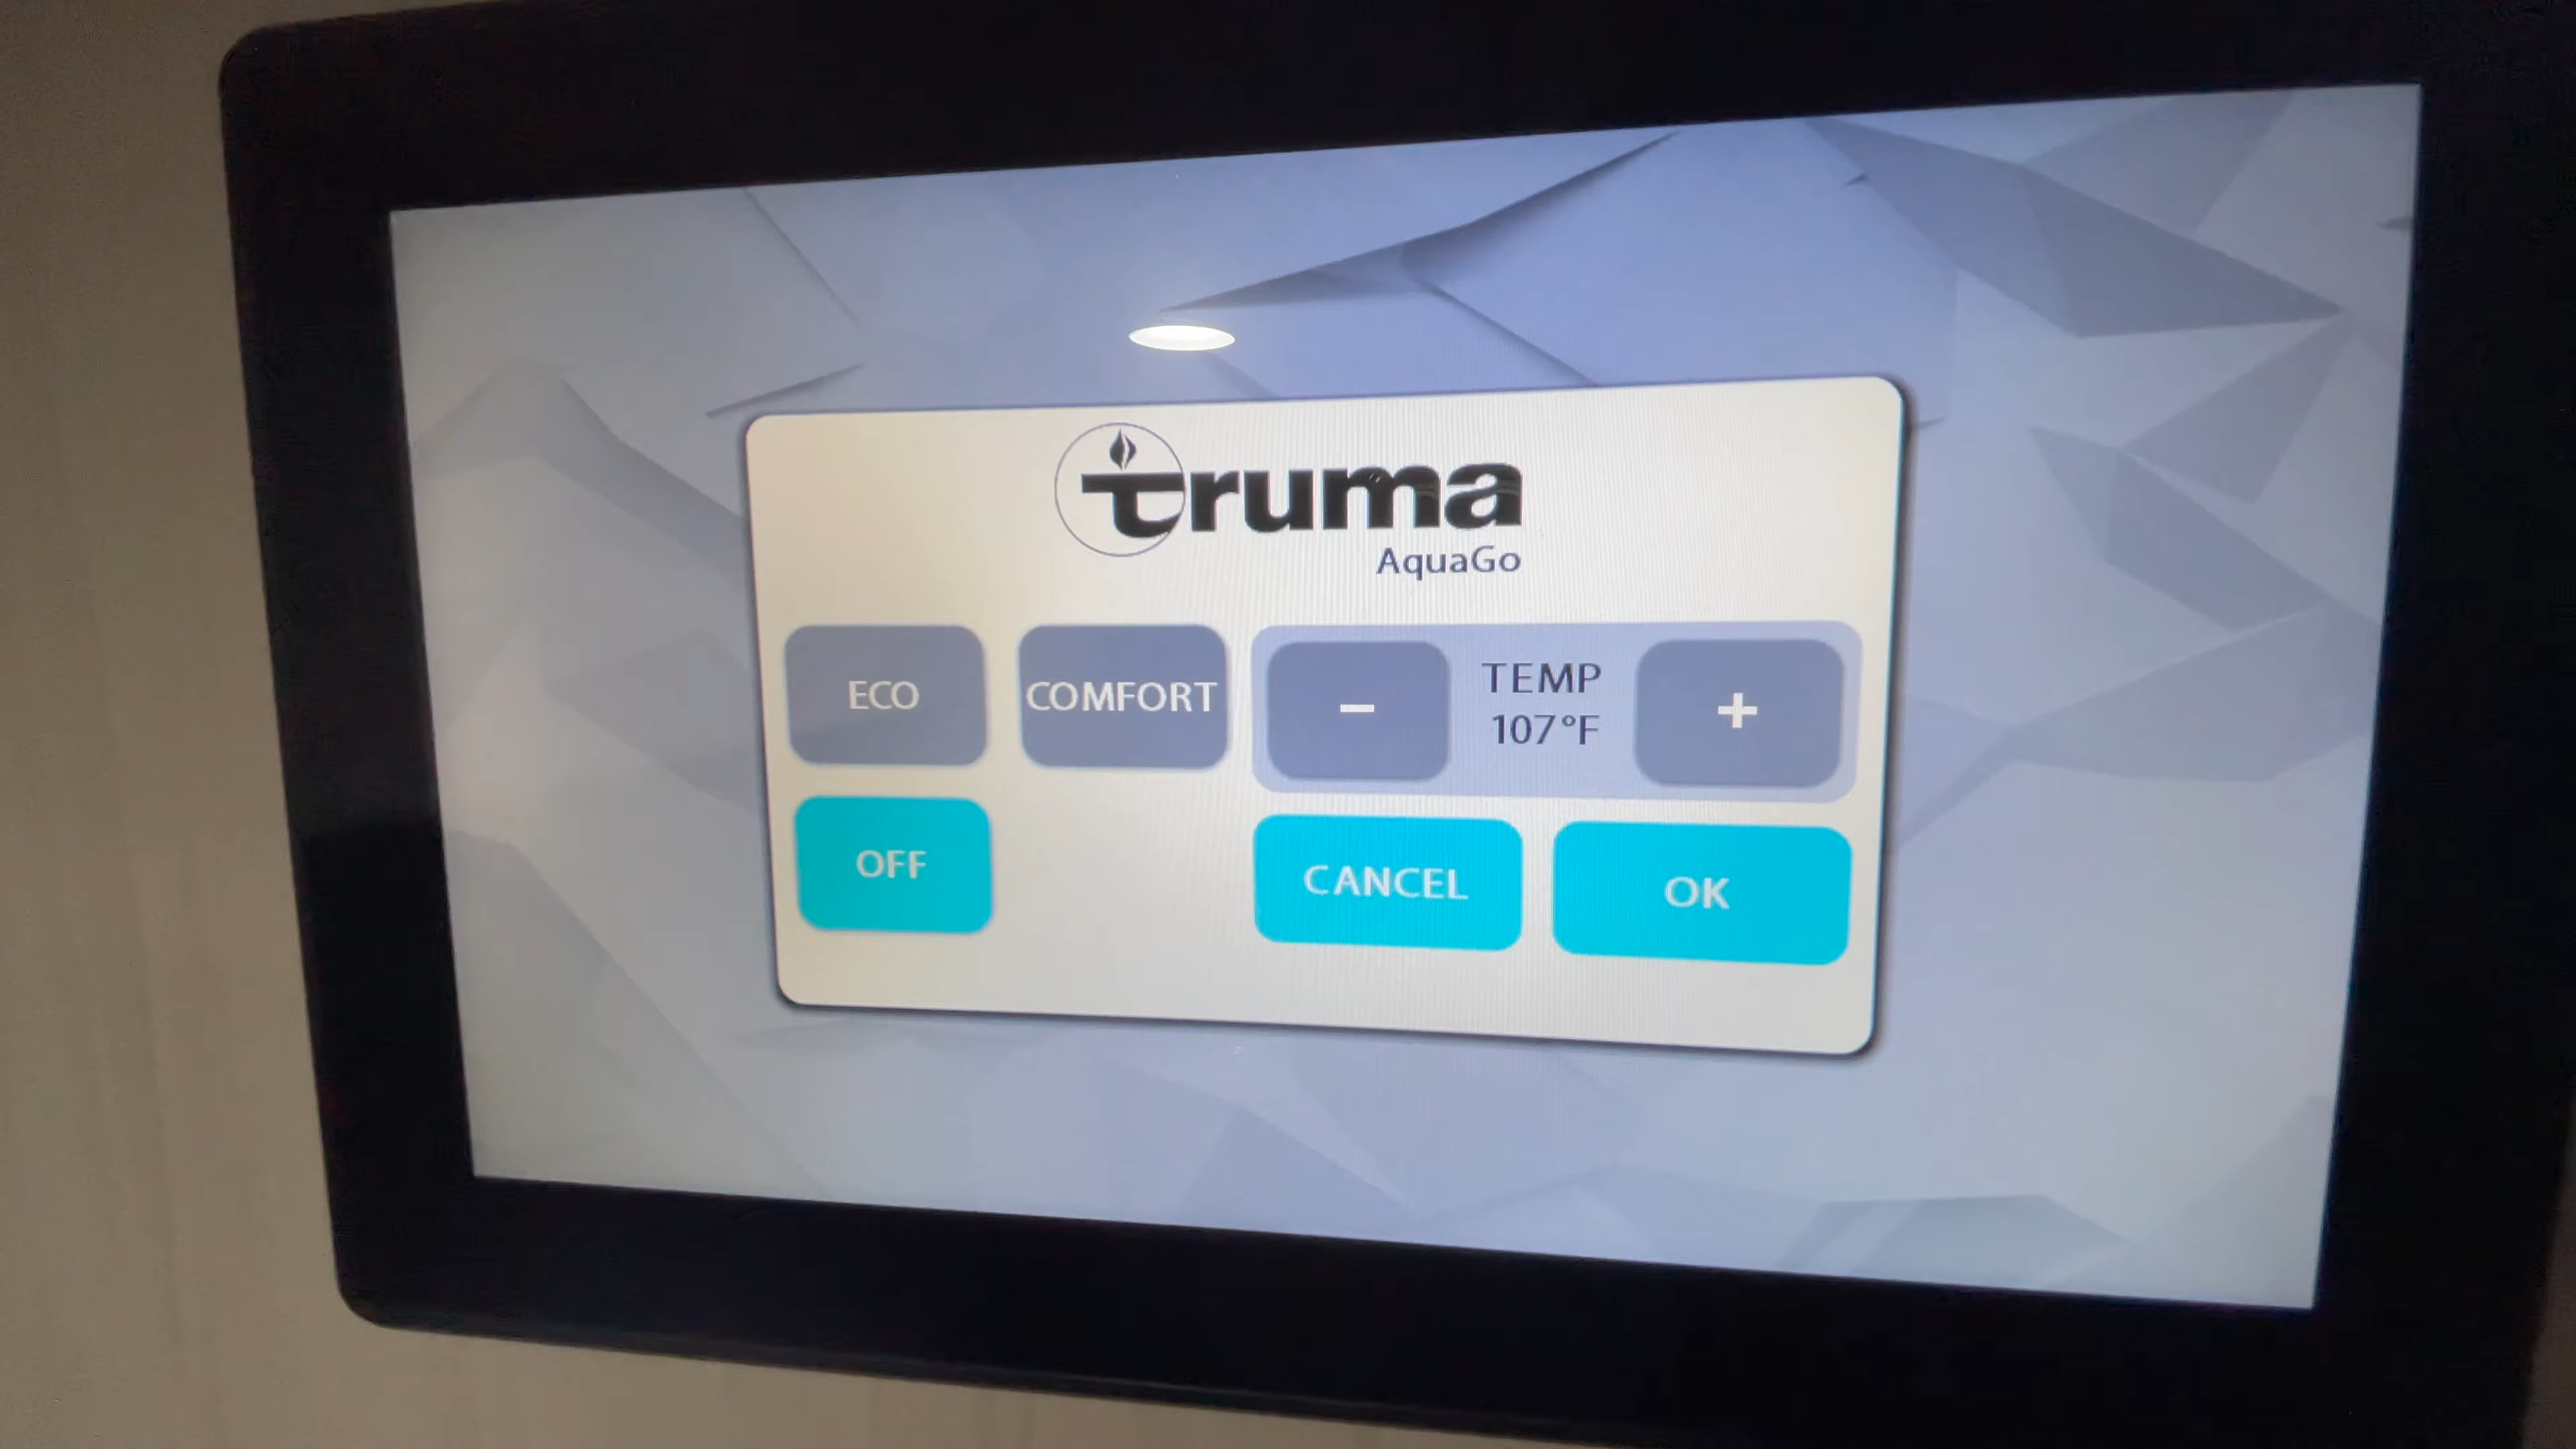 truma
AquaGo
ECO
COMFORT
−
TEMP
107°F
+
OFF
CANCEL
OK